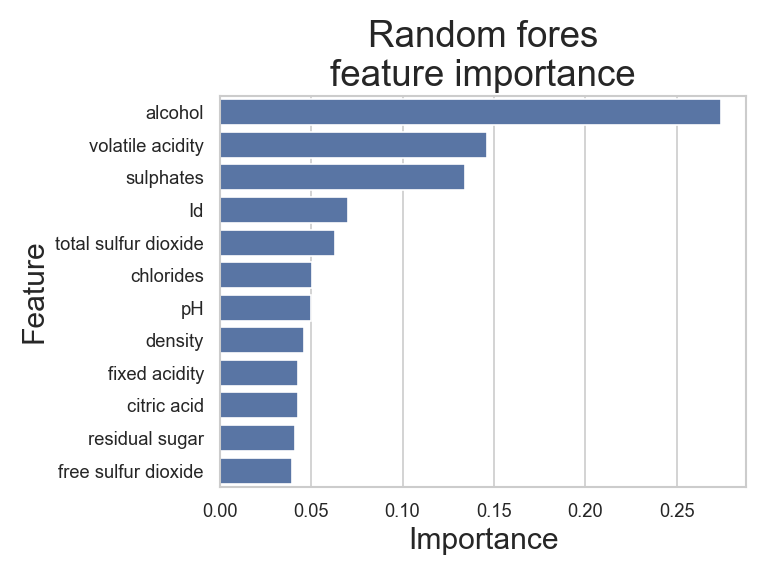 Random fores
feature importance
Feature
alcohol
volatile acidity
sulphates
Id
total sulfur dioxide
chlorides
pH
density
fixed acidity
citric acid
residual sugar
free sulfur dioxide
0.00 0.05 0.10 0.15 0.20 0.25
Importance